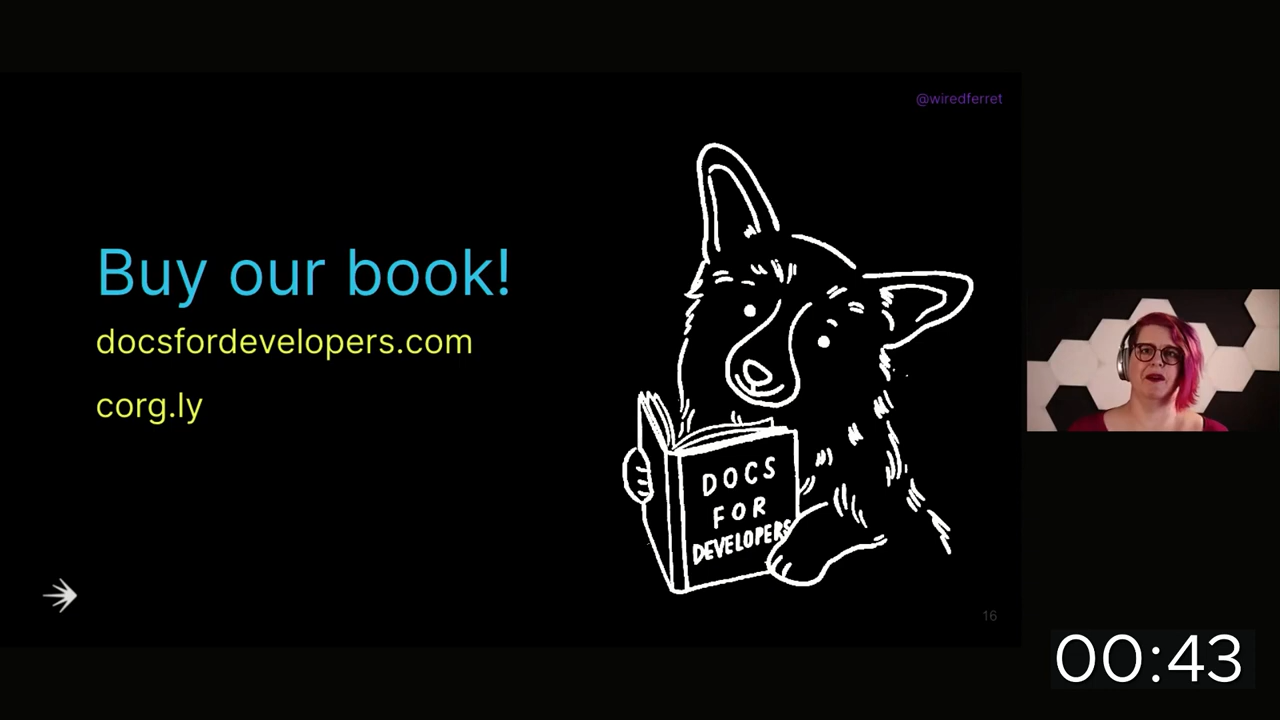 @wiredferret
Buy our book!
docsfordevelopers.com
corg.ly
DOCS
FOR
DEVELOPERS
16
00:43